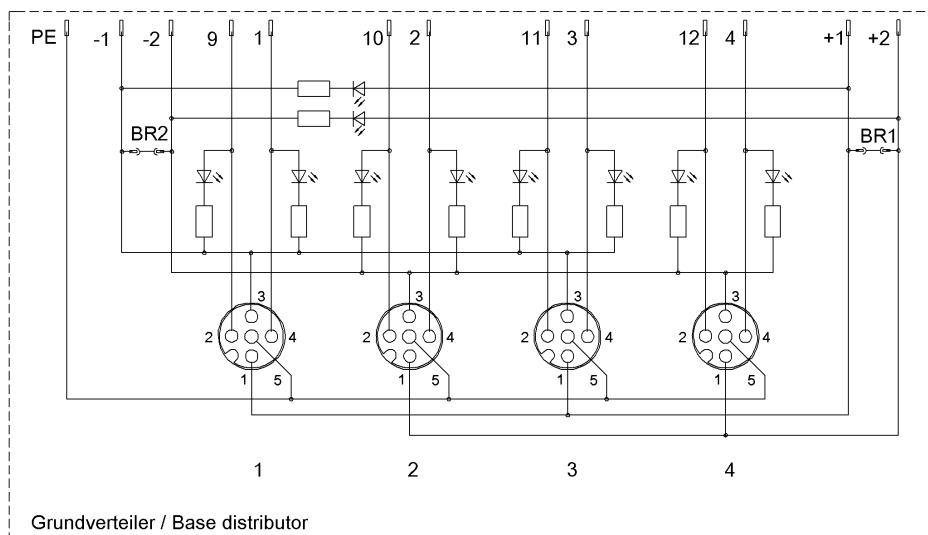 PE -1 -2 9 1 10 2 11 3 12 4 +1 +2
BR2 BR1
3 3 3 3
2 4 2 4 2 4 2 4
1 5 1 5 1 5 1 5
1 2 3 4
Grundverteiler / Base distributor